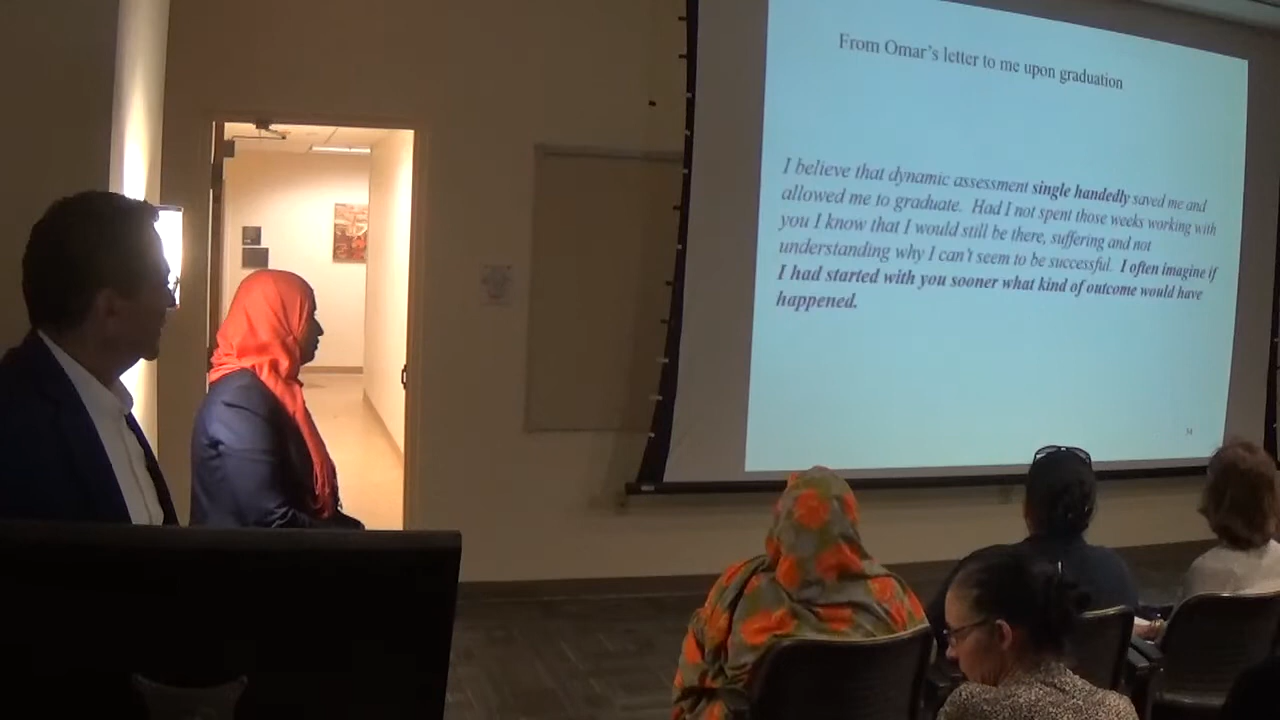 From Omar's letter to me upon graduation
I believe that dynamic assessment single handedly saved me and
allowed me to graduate. Had I not spent those weeks working with
you I know that I would still be there, suffering and not
understanding why I can't seem to be successful. I often imagine if
I had started with you sooner what kind of outcome would have
happened.